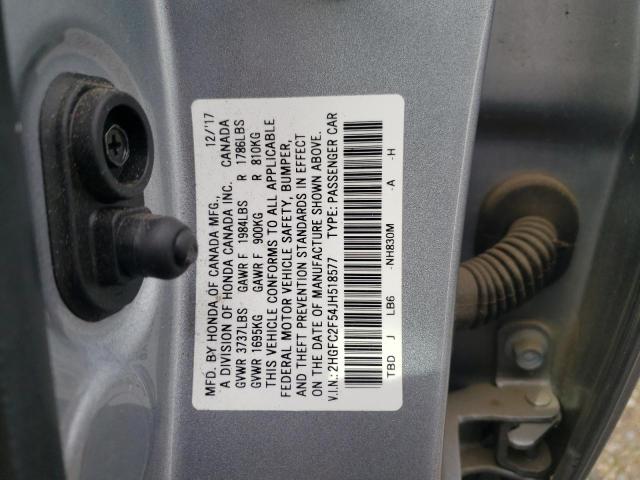 MFD. BY HONDA OF CANADA MFG., 12/'17
A DIVISION OF HONDA CANADA INC. CANADA
GVWR 3737LBS GAWR F 1984LBS R 1786LBS
GVWR 1695KG GAWR F 900KG R 810KG
THIS VEHICLE CONFORMS TO ALL APPLICABLE
FEDERAL MOTOR VEHICLE SAFETY, BUMPER,
AND THEFT PREVENTION STANDARDS IN EFFECT
ON THE DATE OF MANUFACTURE SHOWN ABOVE.
V.I.N.:2HGFC2F54JH518577 TYPE: PASSENGER CAR
TBD J LB6 -NH830M -A -H